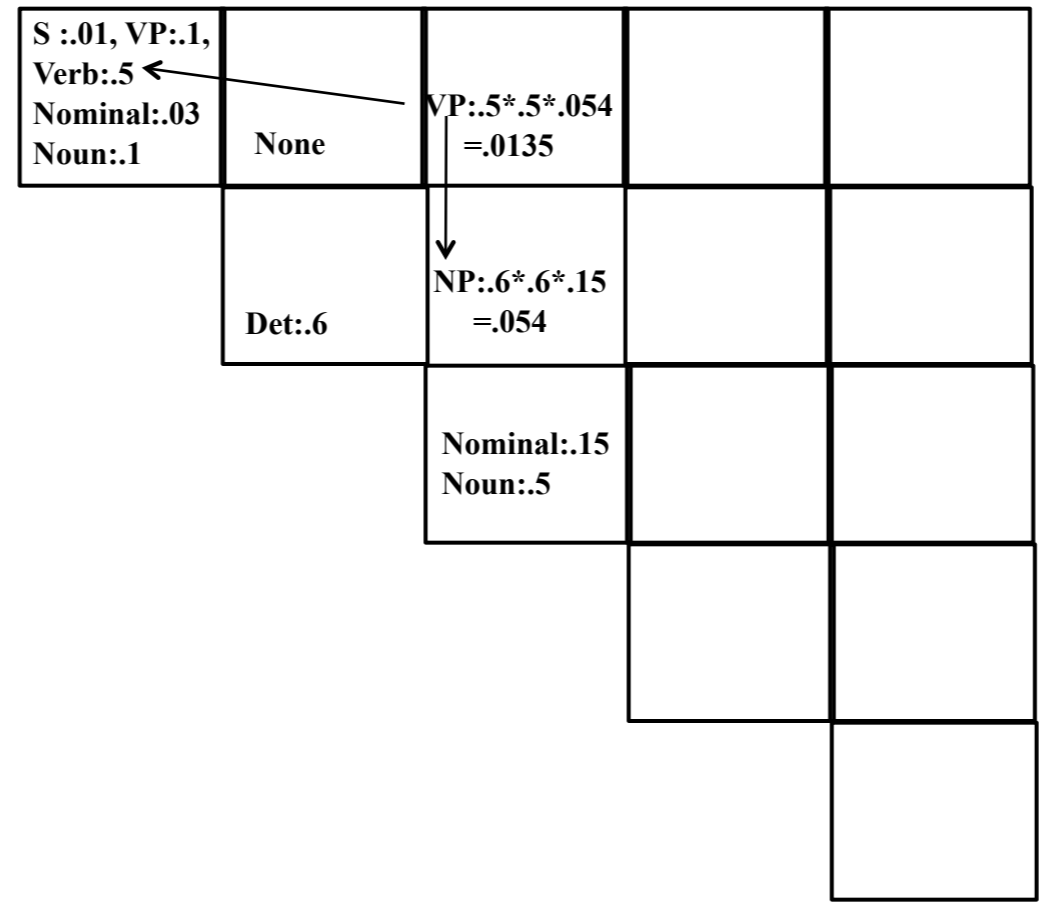 S :.01, VP:.1,
Verb:.5
Nominal:.03
Noun:.1
None
VP:.5*.5*.054
=.0135
Det:.6
NP:.6*.6*.15
=.054
Nominal:.15
Noun:.5